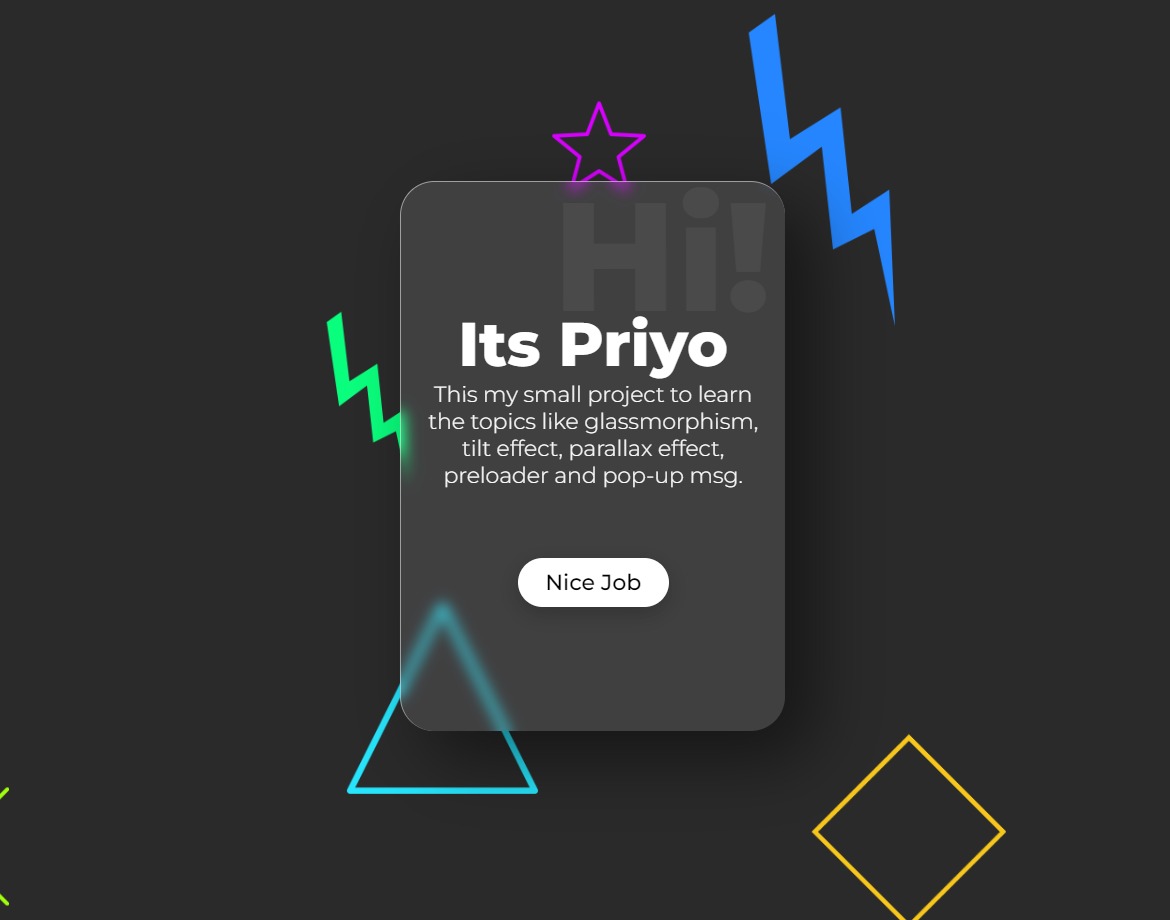 Hi!
Its Priyo
This my small project to learn
the topics like glassmorphism,
tilt effect, parallax effect,
preloader and pop-up msg.
Nice Job